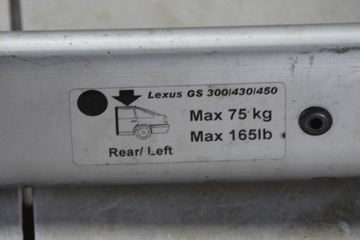 Lexus GS 300/430/450
Max 75 kg
Max 165lb
Rear/ Left